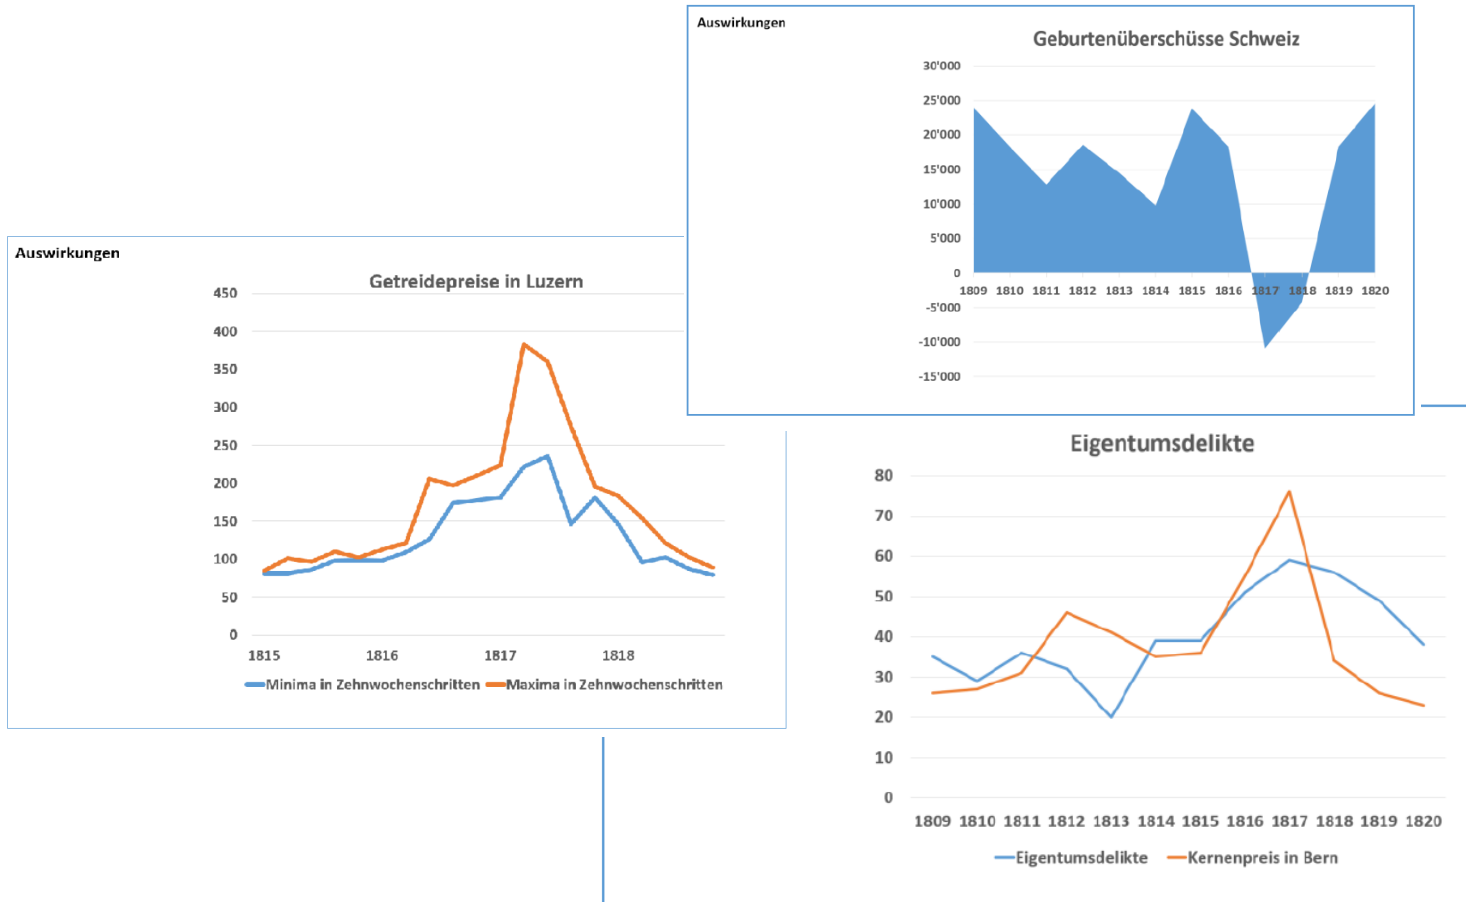 Auswirkungen
Geburtenüberschüsse Schweiz
30'000
25'000
20'000
15'000
10'000
5'000
0
1809 1810 1811 1812 1813 1814 1815 1816 1817 1818 1819 1820
-5'000
-10'000
-15'000
Auswirkungen
Getreidepreise in Luzern
450
400
350
300
250
200
150
100
50
0
1815 1816 1817 1818
Minima in Zehnwochenschritten Maxima in Zehnwochenschritten
Eigentumsdelikte
80
70
60
50
40
30
20
10
0
1809 1810 1811 1812 1813 1814 1815 1816 1817 1818 1819 1820
Eigentumsdelikte Kernenpreis in Bern